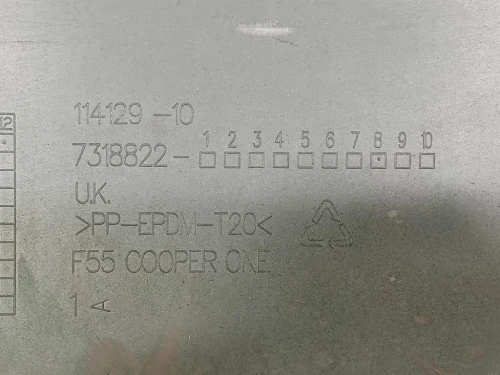 12
114129-10
1 2 3 4 5 6 7 8 9 10
7318822-
U.K.
>PP-EPDM-T20<
F55 COOPER ONE
1 A